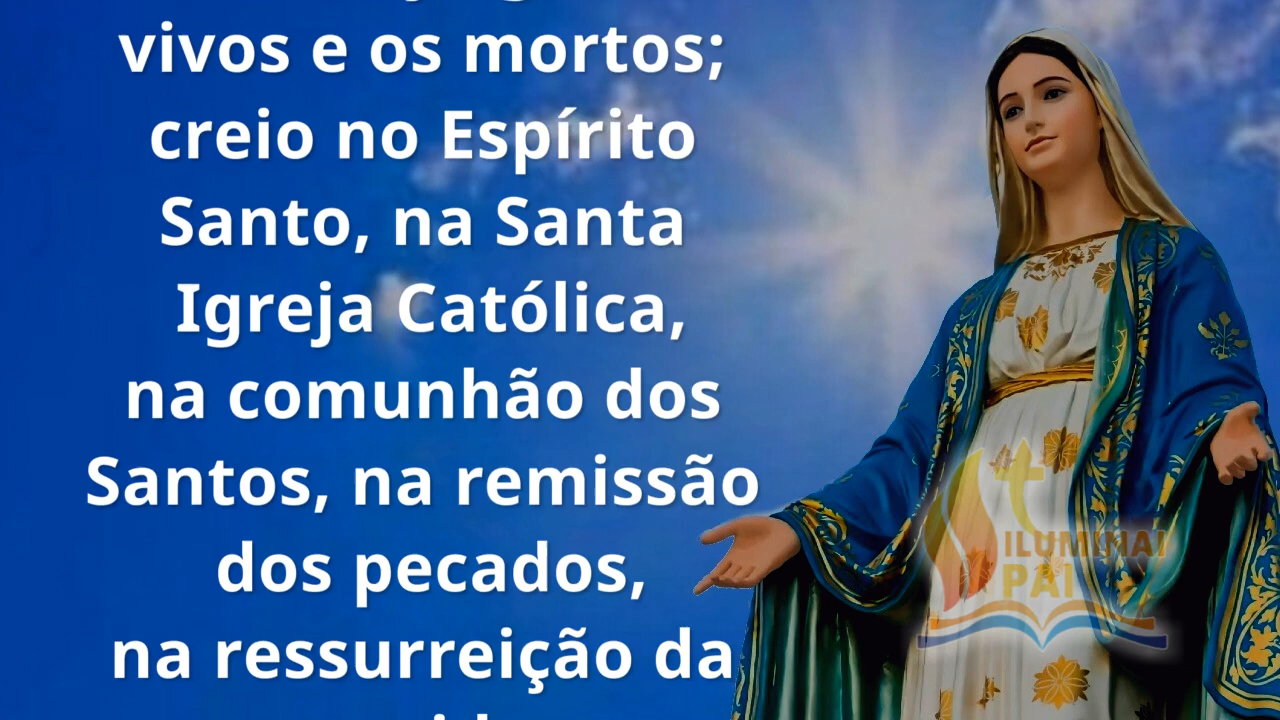 vivos e os mortos;
creio no Espírito
Santo, na Santa
Igreja Católica,
na comunhão dos
Santos, na remissão
dos pecados,
na ressurreição da
ILUMINAI
PAI